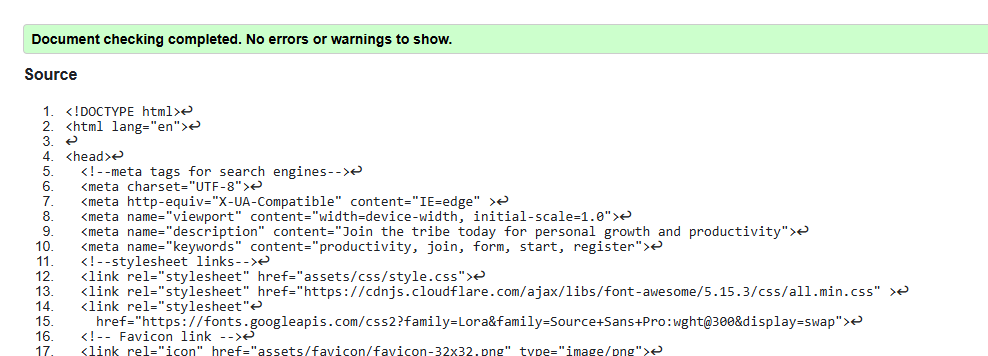 Document checking completed. No errors or warnings to show.
Source
1. <!DOCTYPE html>↩
2. <html lang="en">↩
3. ↩
4. <head>↩
5.   <!--meta tags for search engines-->↩
6.   <meta charset="UTF-8">↩
7.   <meta http-equiv="X-UA-Compatible" content="IE=edge" >↩
8.   <meta name="viewport" content="width=device-width, initial-scale=1.0">↩
9.   <meta name="description" content="Join the tribe today for personal growth and productivity">↩
10.   <meta name="keywords" content="productivity, join, form, start, register">↩
11.   <!--stylesheet links-->↩
12.   <link rel="stylesheet" href="assets/css/style.css">↩
13.   <link rel="stylesheet" href="https://cdnjs.cloudflare.com/ajax/libs/font-awesome/5.15.3/css/all.min.css" >↩
14.   <link rel="stylesheet"↩
15.     href="https://fonts.googleapis.com/css2?family=Lora&family=Source+Sans+Pro:wght@300&display=swap">↩
16.   <!-- Favicon link -->↩
17.   <link rel="icon" href="assets/favicon/favicon-32x32.png" type="image/png">↩